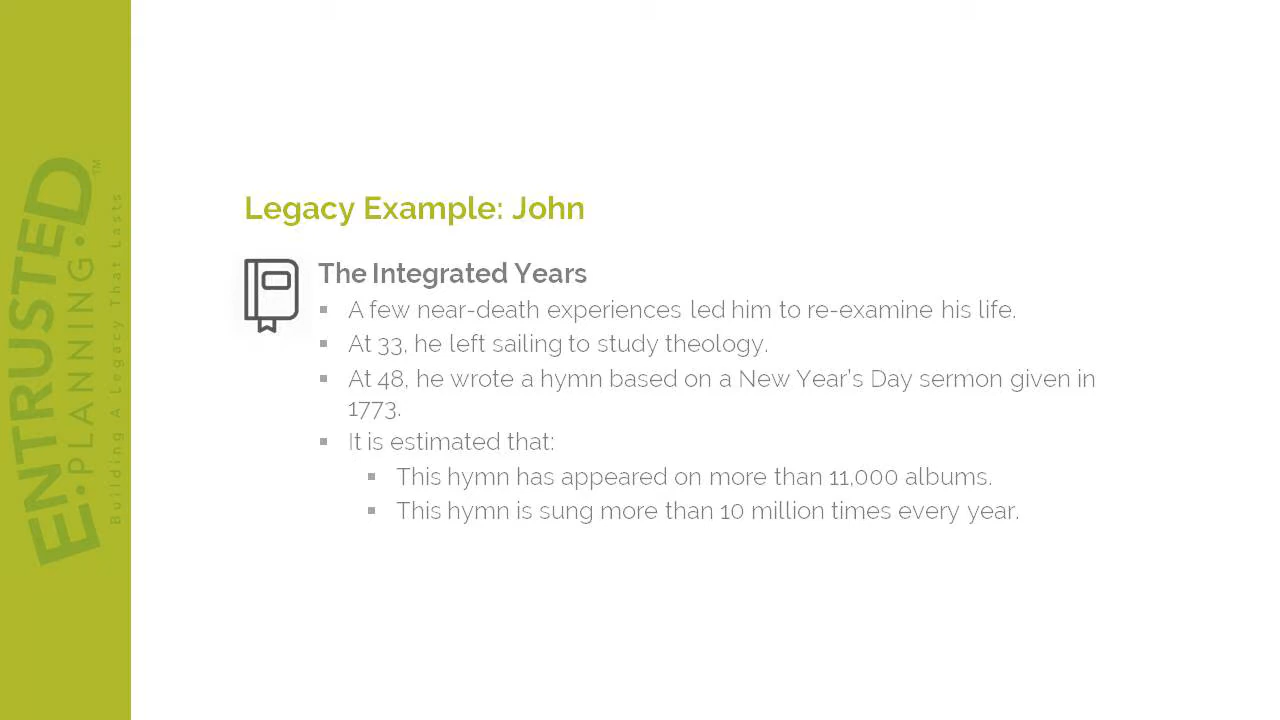 ENTRUSTED
E·PLANNING·™
Building A Legacy That Lasts
Legacy Example: John
The Integrated Years
▪ A few near-death experiences led him to re-examine his life.
▪ At 33, he left sailing to study theology.
▪ At 48, he wrote a hymn based on a New Year’s Day sermon given in
1773.
▪ It is estimated that:
▪ This hymn has appeared on more than 11,000 albums.
▪ This hymn is sung more than 10 million times every year.